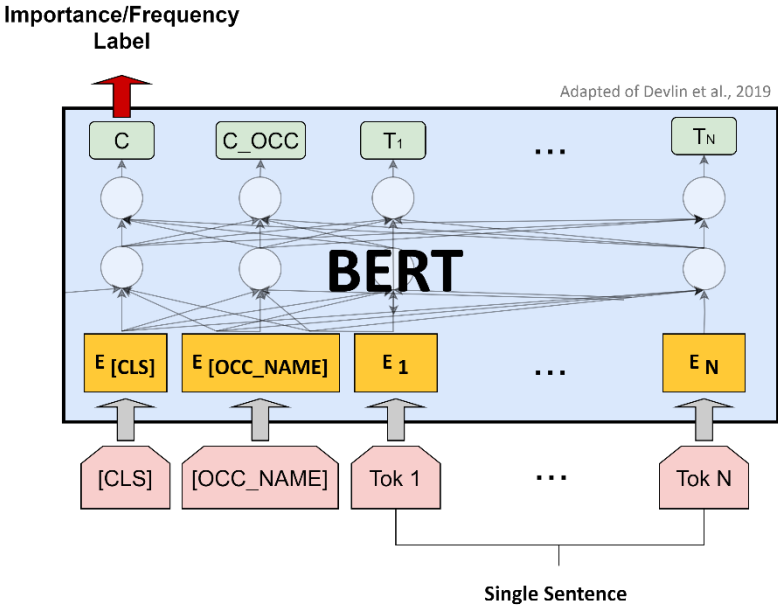 Importance/Frequency
Label
Adapted of Devlin et al., 2019
C C_OCC T1 ... TN
BERT
E [CLS] E [OCC_NAME] E 1 ... E N
[CLS] [OCC_NAME] Tok 1 ... Tok N
Single Sentence